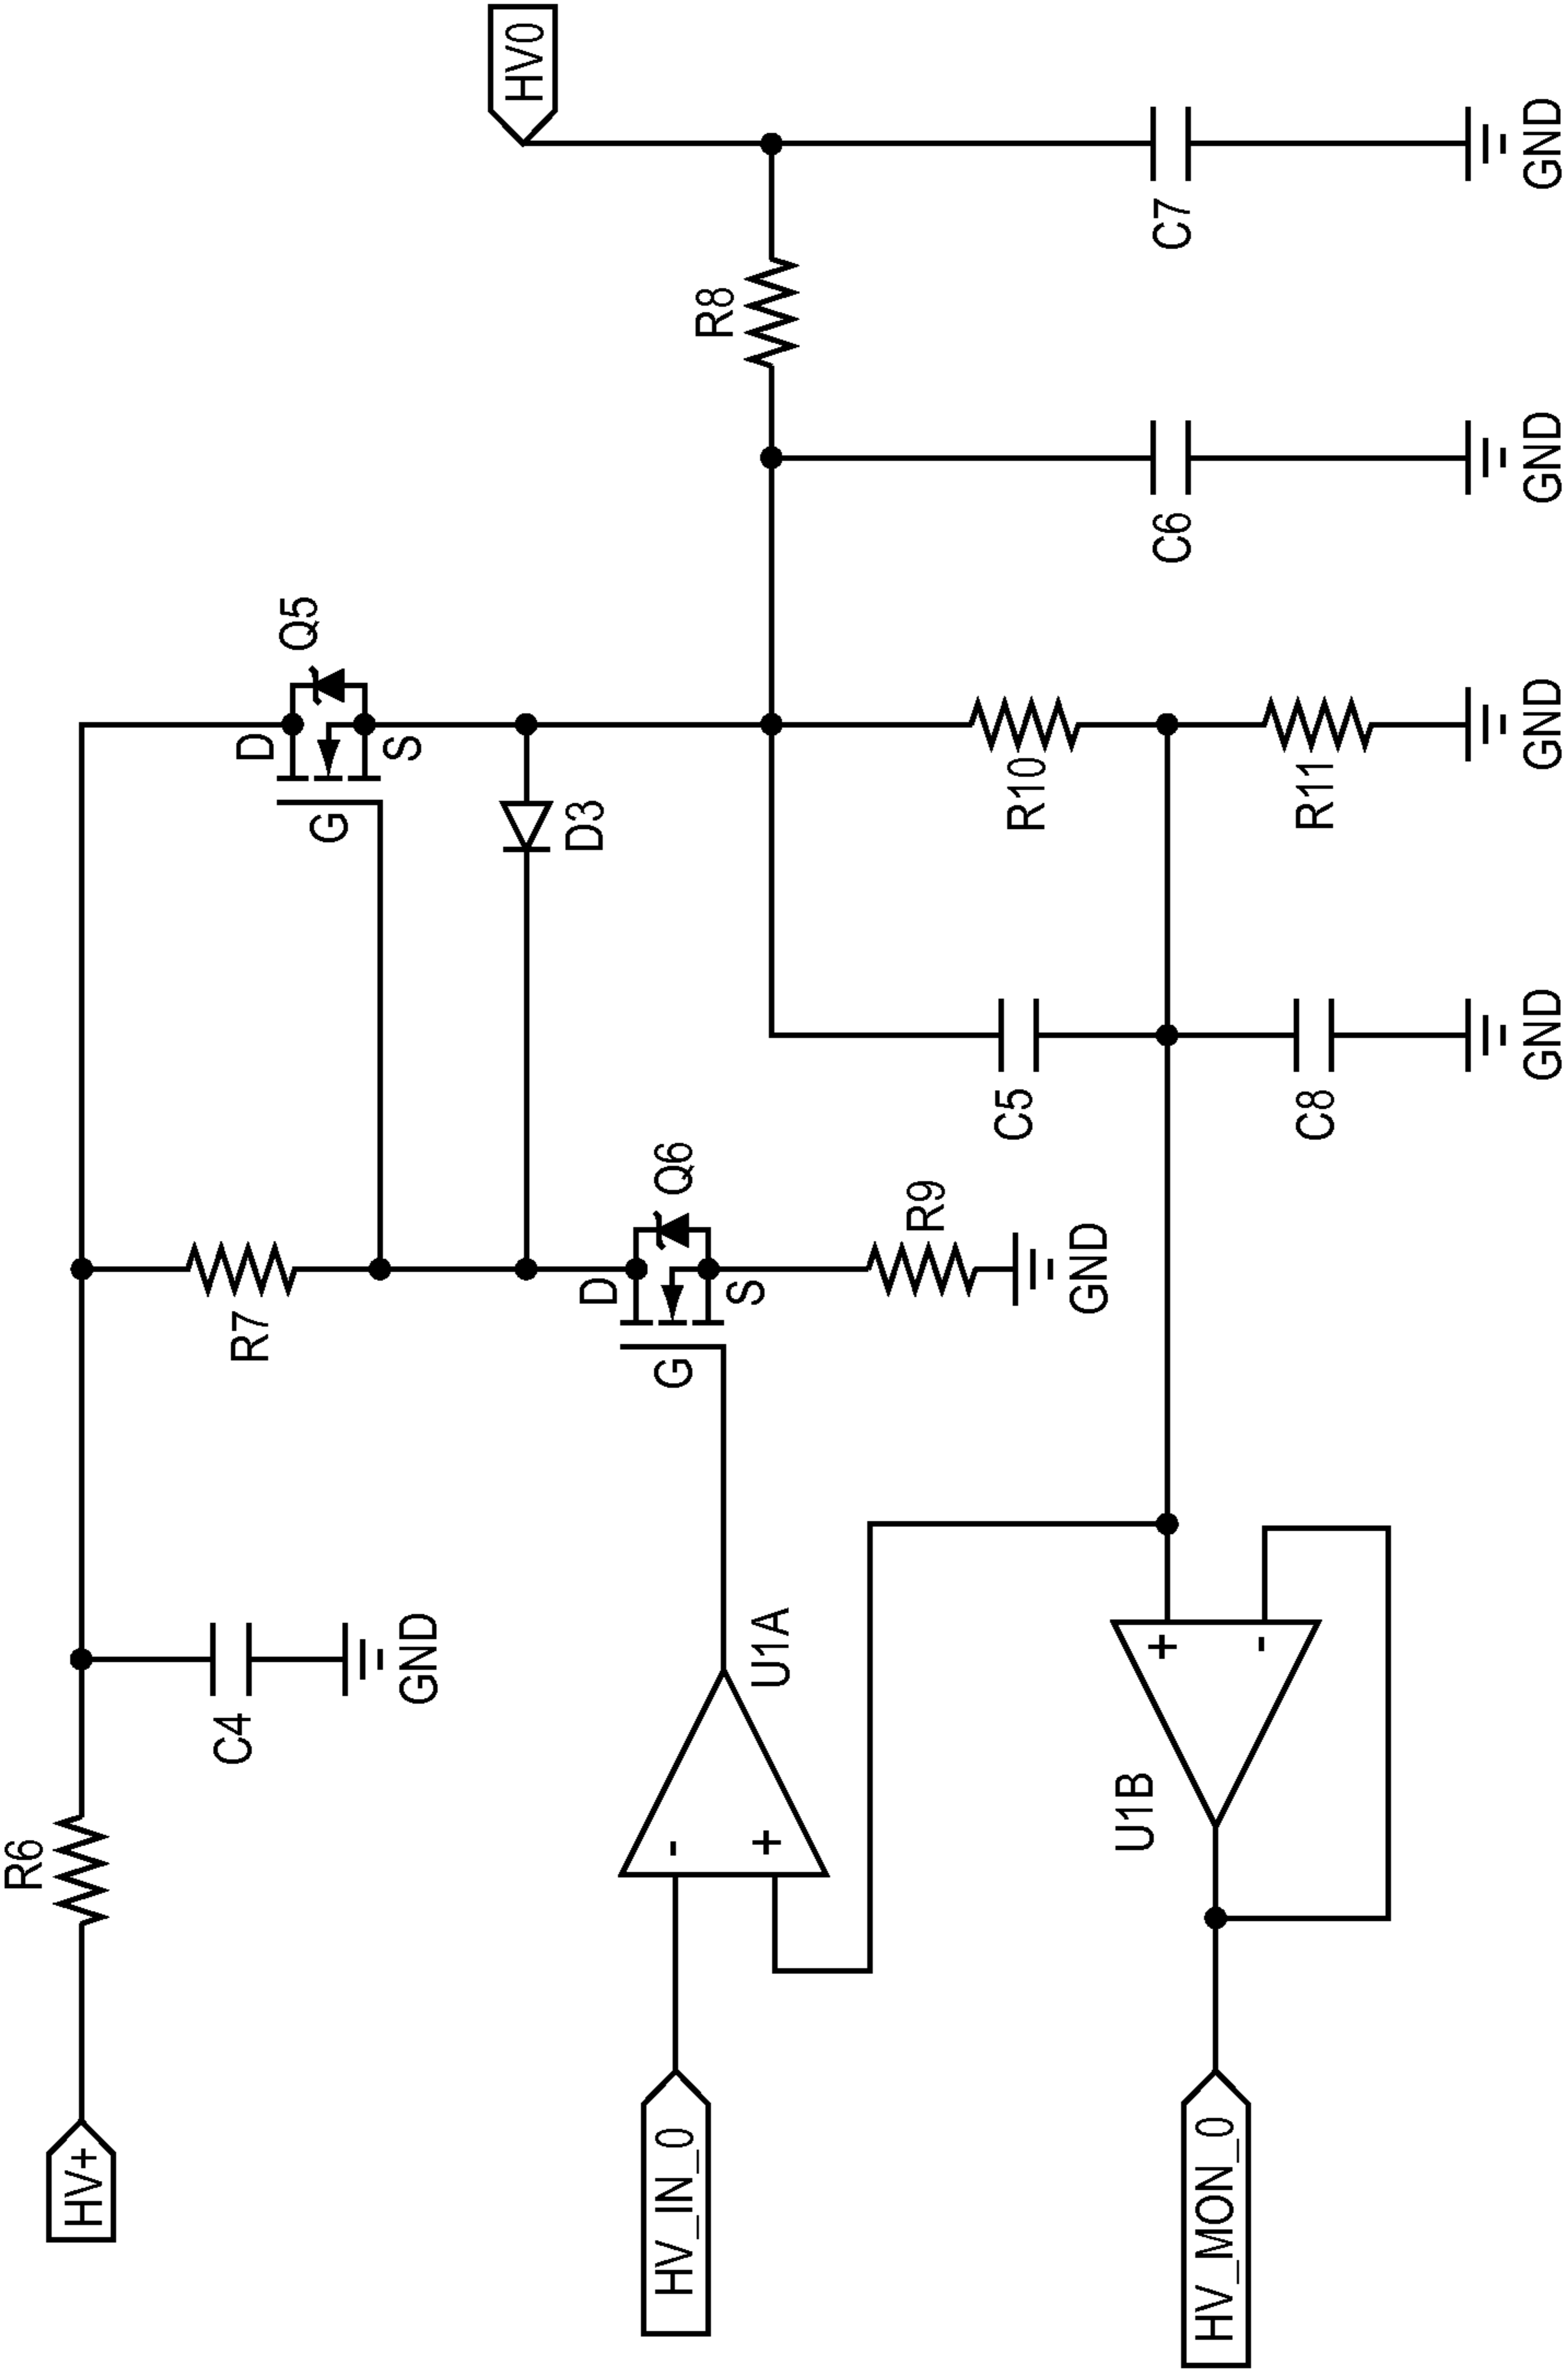 HV+
R6
C4
GND
R7
D
G
S
Q5
HV0
D3
R8
HV_IN_0
-
+
U1A
D
G
S
Q6
R9
GND
C5
R10
C6
C7
U1B
+
-
C8
R11
HV_MON_0
GND
GND
GND
GND